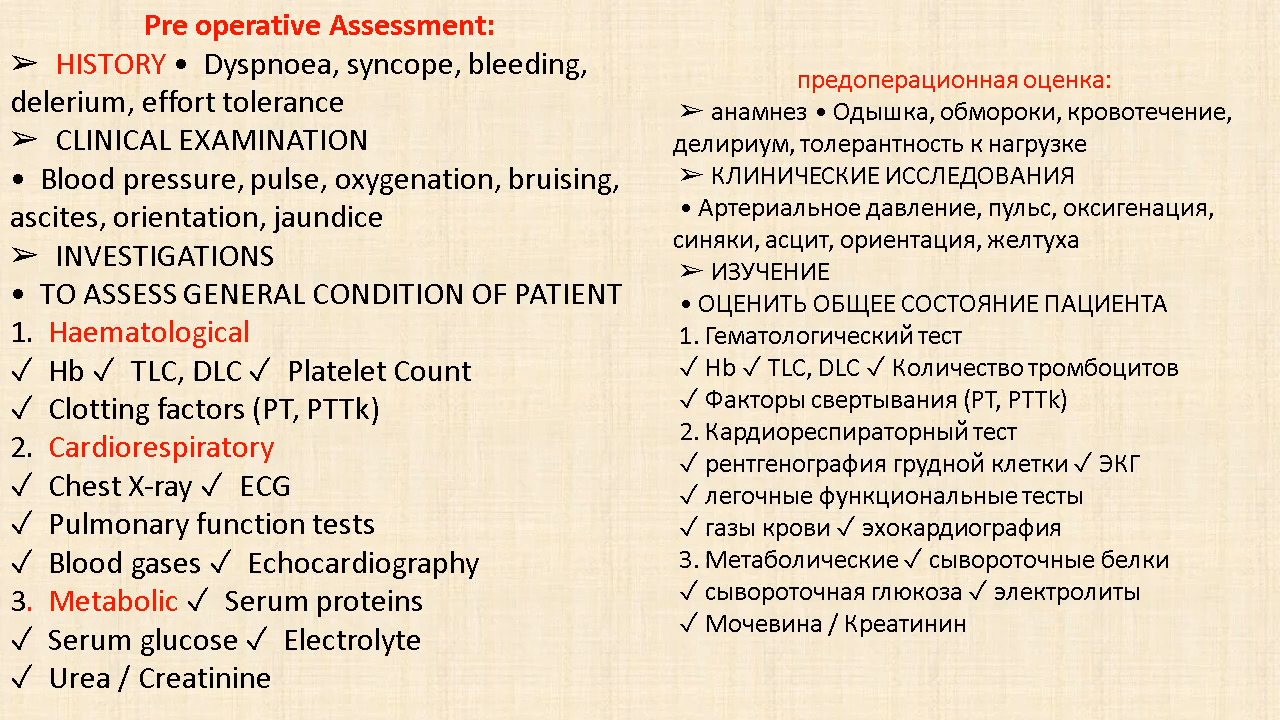 Pre operative Assessment:
➢ HISTORY • Dyspnoea, syncope, bleeding,
delerium, effort tolerance
➢ CLINICAL EXAMINATION
• Blood pressure, pulse, oxygenation, bruising,
ascites, orientation, jaundice
➢ INVESTIGATIONS
• TO ASSESS GENERAL CONDITION OF PATIENT
1. Haematological
✓ Hb ✓ TLC, DLC ✓ Platelet Count
✓ Clotting factors (PT, PTTk)
2. Cardiorespiratory
✓ Chest X-ray ✓ ECG
✓ Pulmonary function tests
✓ Blood gases ✓ Echocardiography
3. Metabolic ✓ Serum proteins
✓ Serum glucose ✓ Electrolyte
✓ Urea / Creatinine
предоперационная оценка:
➢ анамнез • Одышка, обмороки, кровотечение,
делириум, толерантность к нагрузке
➢ КЛИНИЧЕСКИЕ ИССЛЕДОВАНИЯ
• Артериальное давление, пульс, оксигенация,
синяки, асцит, ориентация, желтуха
➢ ИЗУЧЕНИЕ
• ОЦЕНИТЬ ОБЩЕЕ СОСТОЯНИЕ ПАЦИЕНТА
1. Гематологический тест
✓ Hb ✓ TLC, DLC ✓ Количество тромбоцитов
✓ Факторы свертывания (PT, PTTk)
2. Кардиореспираторный тест
✓ рентгенография грудной клетки ✓ ЭКГ
✓ легочные функциональные тесты
✓ газы крови ✓ эхокардиография
3. Метаболические ✓ сывороточные белки
✓ сывороточная глюкоза ✓ электролиты
✓ Мочевина / Креатинин